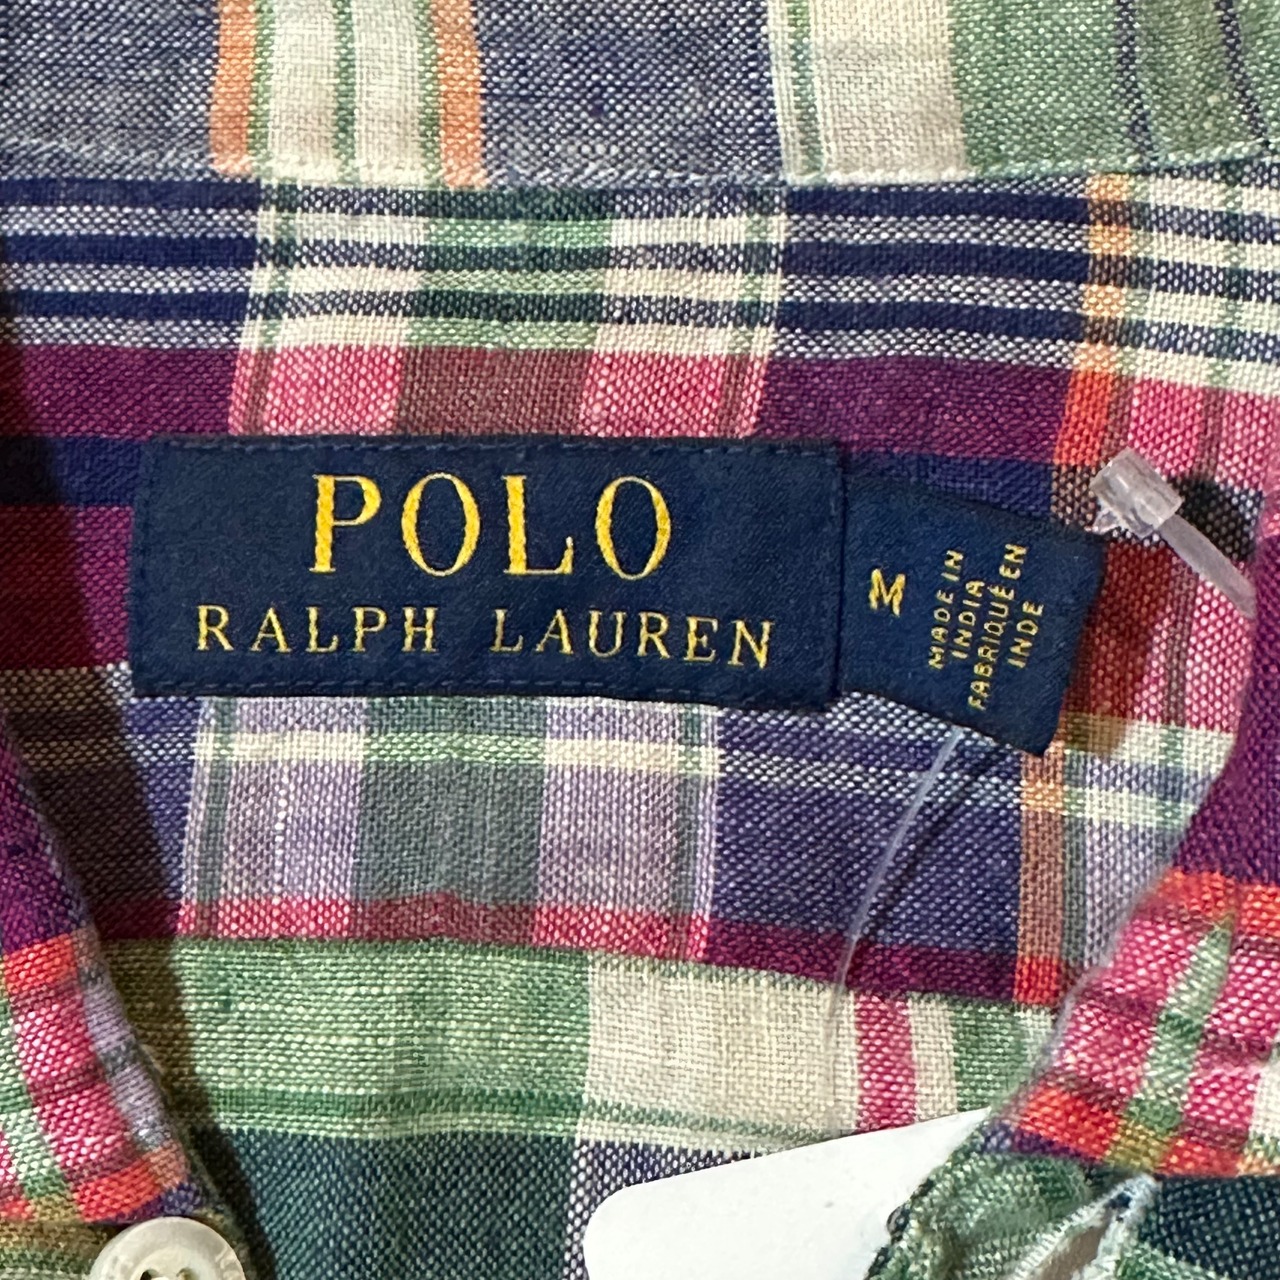 POLO
RALPH LAUREN
M
MADE IN
INDIA
FABRIQUÉ EN
INDE